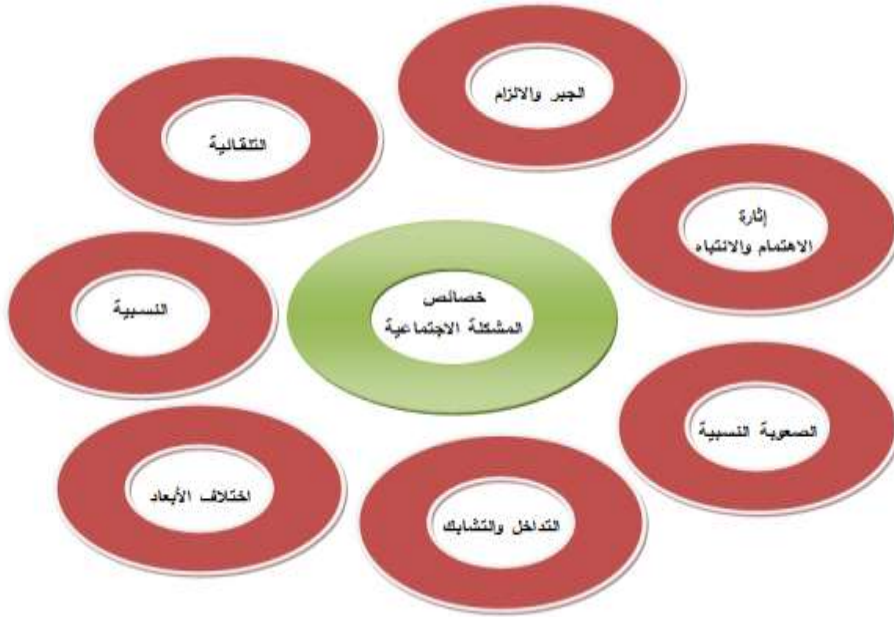 خصائص
المشكلة الاجتماعية
الجبر والالزام
إثارة
الاهتمام والانتباه
الصعوبة النسبية
التداخل والتشابك
اختلاف الأبعاد
النسبية
التلقائية